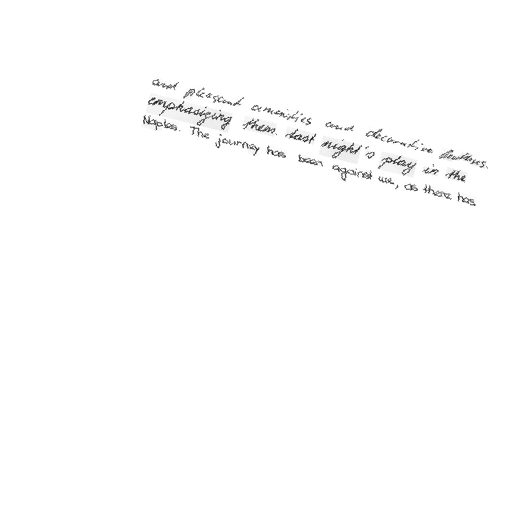 and pleasant amenities and decorative features.
emphasizing them. Last night's play in the
Naples. The journey has been against us, as there has